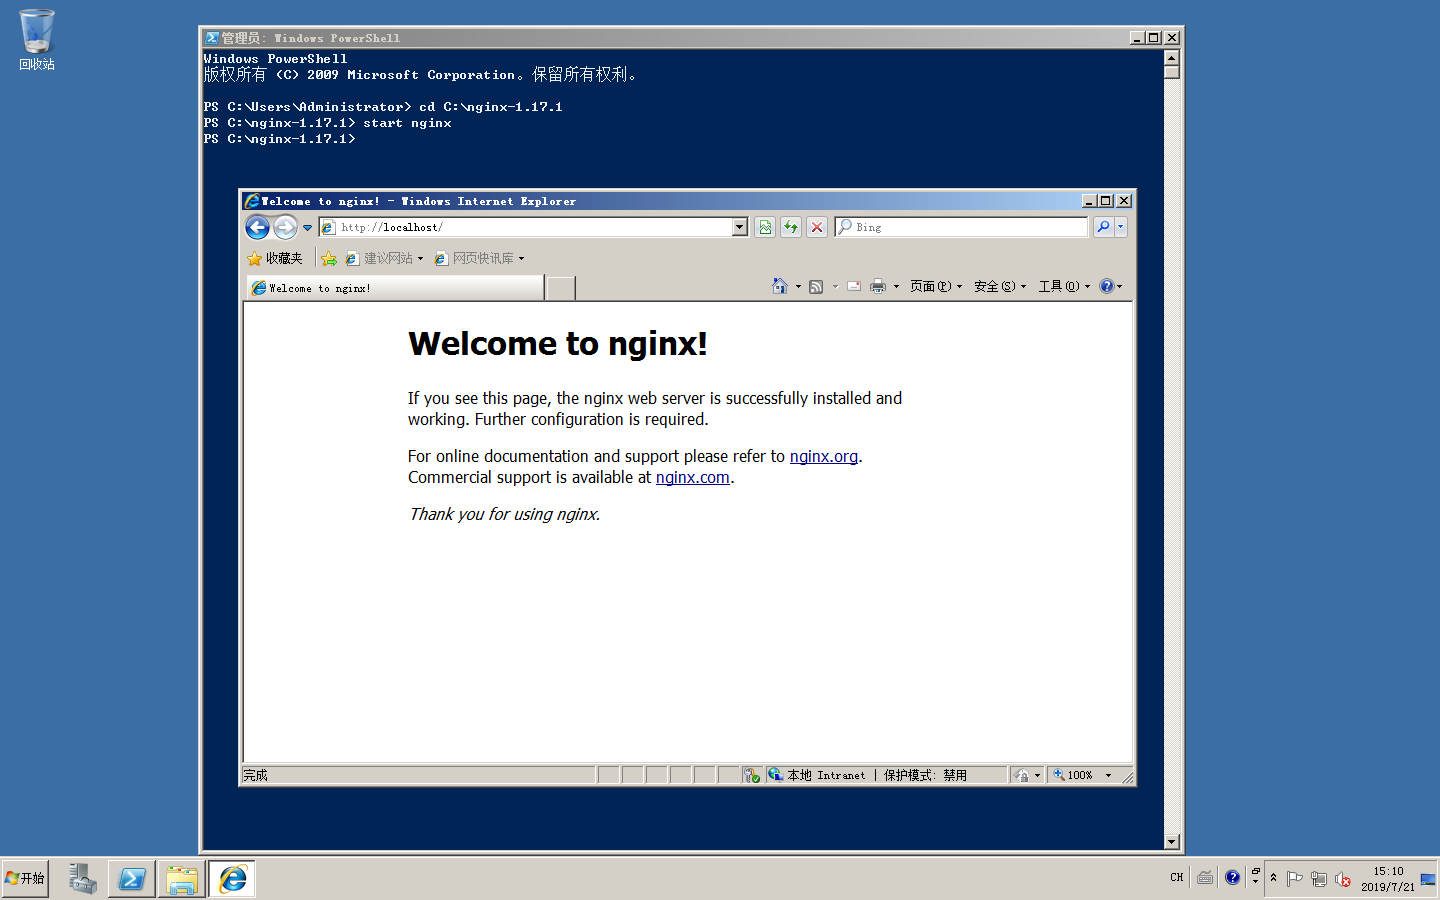 回收站
管理员: Windows PowerShell
Windows PowerShell
版权所有 (C) 2009 Microsoft Corporation。保留所有权利。
PS C:\Users\Administrator> cd C:\nginx-1.17.1
PS C:\nginx-1.17.1> start nginx
PS C:\nginx-1.17.1>
Welcome to nginx! - Windows Internet Explorer
http://localhost/
Bing
收藏夹
建议网站
网页快讯库
Welcome to nginx!
页面(P)
安全(S)
工具(O)
Welcome to nginx!
If you see this page, the nginx web server is successfully installed and
working. Further configuration is required.
For online documentation and support please refer to nginx.org.
Commercial support is available at nginx.com.
Thank you for using nginx.
完成
本地 Intranet | 保护模式: 禁用
100%
开始
CH
15:10
2019/7/21